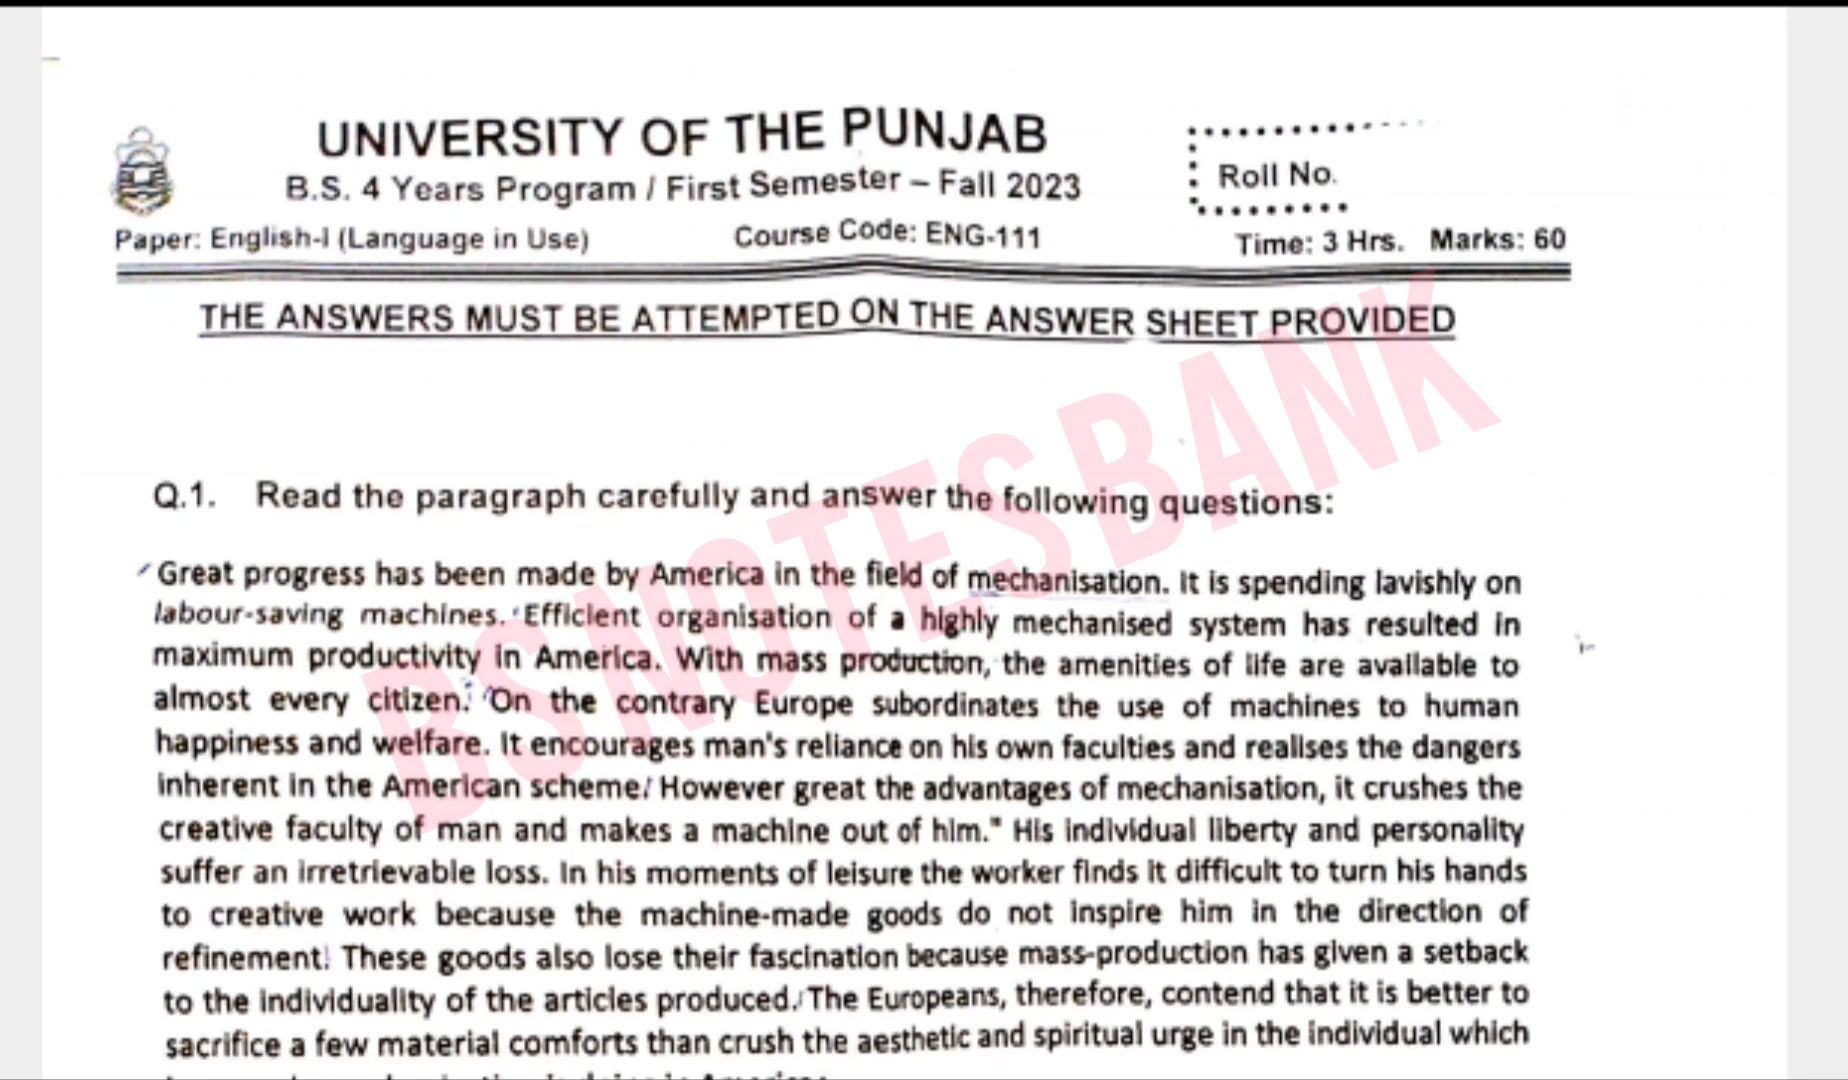 UNIVERSITY OF THE PUNJAB
B.S. 4 Years Program / First Semester – Fall 2023
Roll No.
Paper: English-I (Language in Use) Course Code: ENG-111 Time: 3 Hrs. Marks: 60
THE ANSWERS MUST BE ATTEMPTED ON THE ANSWER SHEET PROVIDED
BSNOTESBANK
Q.1. Read the paragraph carefully and answer the following questions:
Great progress has been made by America in the field of mechanisation. It is spending lavishly on
labour-saving machines. Efficient organisation of a highly mechanised system has resulted in
maximum productivity in America. With mass production, the amenities of life are available to
almost every citizen. On the contrary Europe subordinates the use of machines to human
happiness and welfare. It encourages man's reliance on his own faculties and realises the dangers
inherent in the American scheme. However great the advantages of mechanisation, it crushes the
creative faculty of man and makes a machine out of him." His individual liberty and personality
suffer an irretrievable loss. In his moments of leisure the worker finds it difficult to turn his hands
to creative work because the machine-made goods do not inspire him in the direction of
refinement. These goods also lose their fascination because mass-production has given a setback
to the individuality of the articles produced. The Europeans, therefore, contend that it is better to
sacrifice a few material comforts than crush the aesthetic and spiritual urge in the individual which